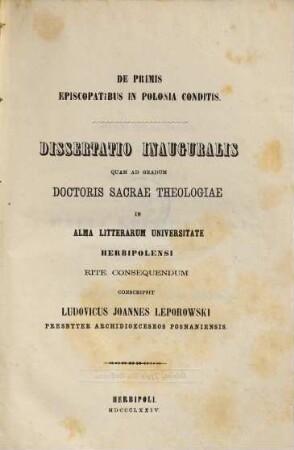 DE PRIMIS
EPISCOPATIBUS IN POLONIA CONDITIS.
DISSERTATIO INAUGURALIS
QUAM AD GRADUM
DOCTORIS SACRAE THEOLOGIAE
IN
ALMA LITTERARUM UNIVERSITATE
HERBIPOLENSI
RITE CONSEQUENDUM
CONSCRIPSIT
LUDOVICUS JOANNES LEPOROWSKI
PRESBYTER ARCHIDIOECESEOS POSNANIENSIS.
HERBIPOLI.
MDCCCLXXIV.